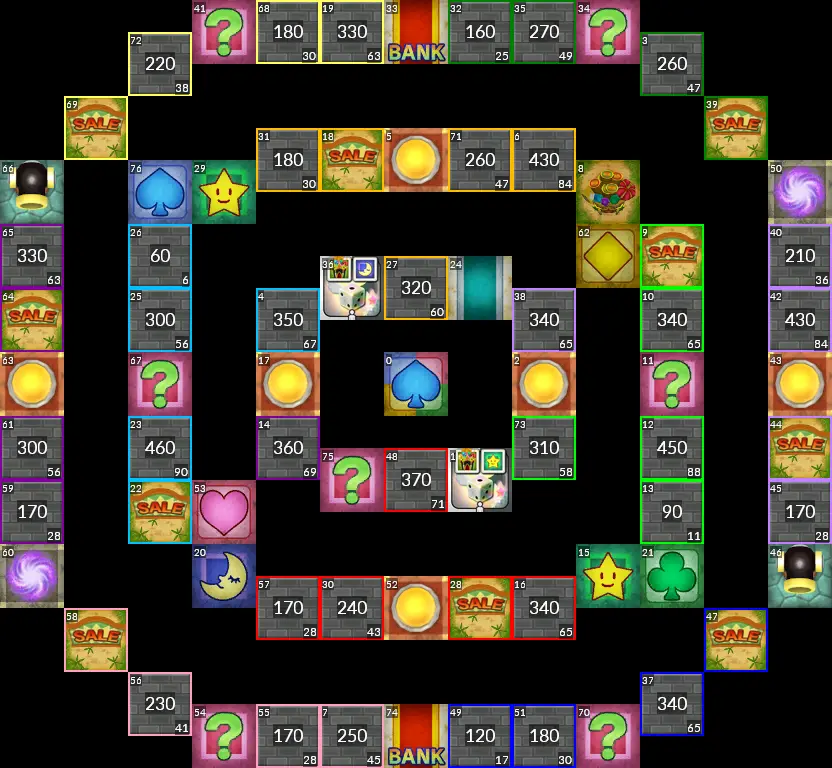 41 68 19 33 32 35 34
180 330 160 270
30 63 BANK 25 49
72 3
220 260
38 47
69 39
SALE SALE
31 18 5 71 6
180 SALE 260 430
30 47 84
66 76 29 8 50
65 26 62 9 40
330 60 SALE 210
63 6 36
36 27 24
320
60
64 25 4 38 10 42
SALE 300 350 340 340 430
56 67 65 65 84
63 67 17 0 2 11 43
61 23 14 73 12 44
300 460 360 310 450 SALE
56 90 69 58 88
75 48 1
370
71
59 22 53 13 45
170 SALE 90 170
28 11 28
60 20 15 21 46
57 30 52 28 16
170 240 SALE 340
28 43 65
58 47
SALE SALE
56 37
230 340
41 65
54 55 7 74 49 51 70
170 250 120 180
28 45 BANK 17 30